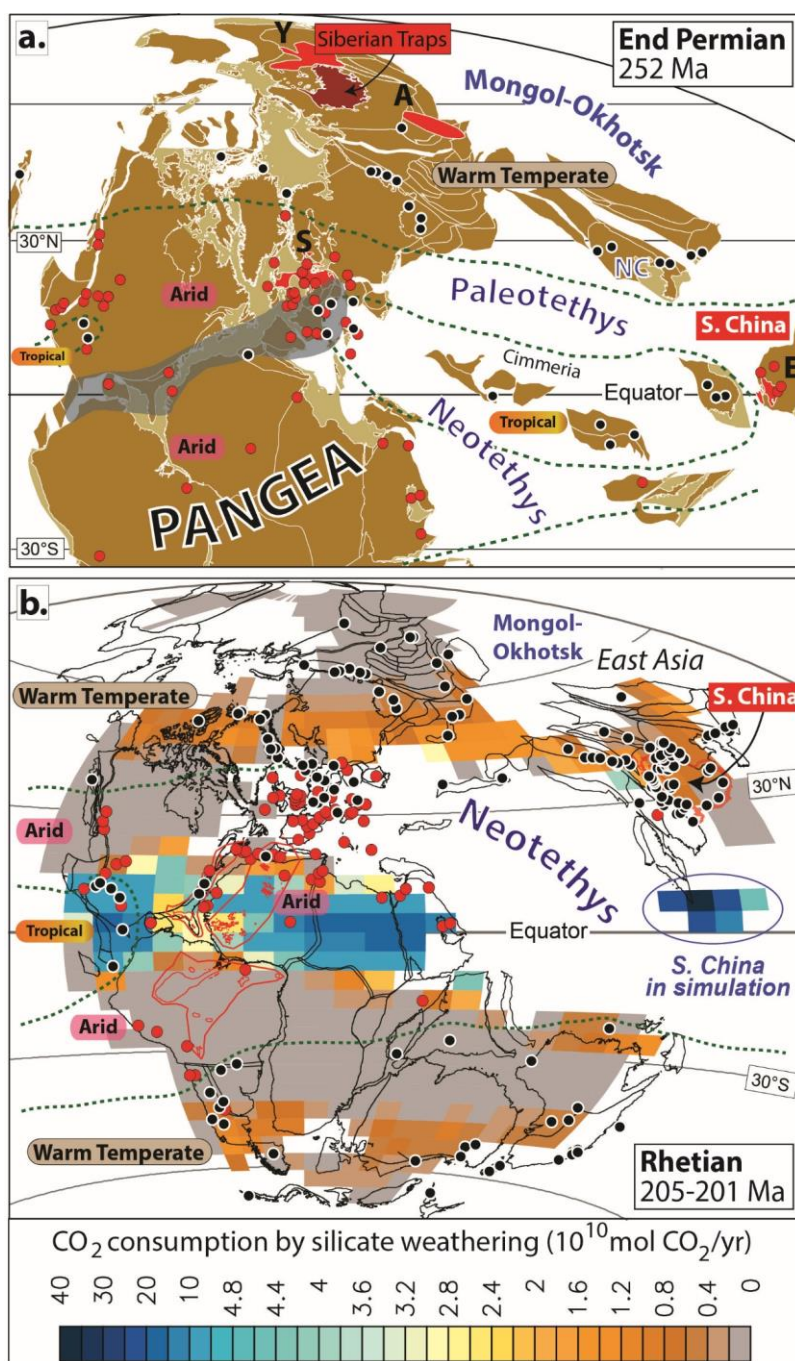 a.
Y
Siberian Traps
End Permian
252 Ma
A
Mongol-Okhotsk
Warm Temperate
30°N
S
NC
Arid
Paleotethys
S. China
Tropical
Cimmeria
E
Equator
Tropical
Arid
Neotethys
PANGEA
30°S
b.
Mongol-
Okhotsk
East Asia
Warm Temperate
S. China
30°N
Arid
Neotethys
Arid
Tropical
Equator
S. China
in simulation
Arid
30°S
Warm Temperate
Rhetian
205-201 Ma
CO₂ consumption by silicate weathering (10¹⁰mol CO₂/yr)
40 30 20 10 4.8 4.4 4 3.6 3.2 2.8 2.4 2 1.6 1.2 0.8 0.4 0